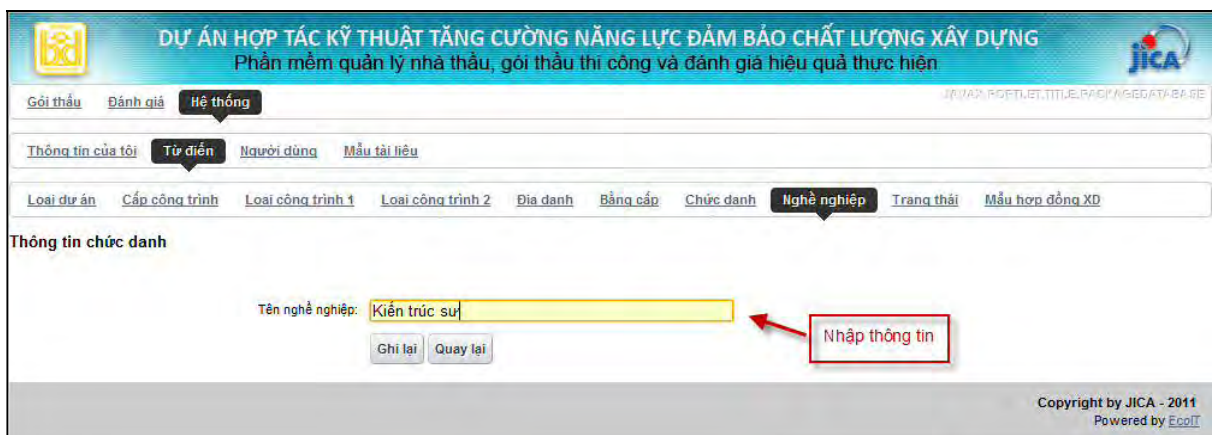 bxd
DỰ ÁN HỢP TÁC KỸ THUẬT TĂNG CƯỜNG NĂNG LỰC ĐẢM BẢO CHẤT LƯỢNG XÂY DỰNG
Phần mềm quản lý nhà thầu, gói thầu thi công và đánh giá hiệu quả thực hiện
jICA
Gói thầu Đánh giá Hệ thống JAVAX.PORTLET.TITLE.PACKAGEDATABASE
Thông tin của tôi Từ điển Người dùng Mẫu tài liệu
Loại dự án Cấp công trình Loại công trình 1 Loại công trình 2 Địa danh Bằng cấp Chức danh Nghề nghiệp Trạng thái Mẫu hợp đồng XD
Thông tin chức danh
Tên nghề nghiệp: Kiến trúc sư
Nhập thông tin
Ghi lại Quay lại
Copyright by JICA - 2011
Powered by EcoIT